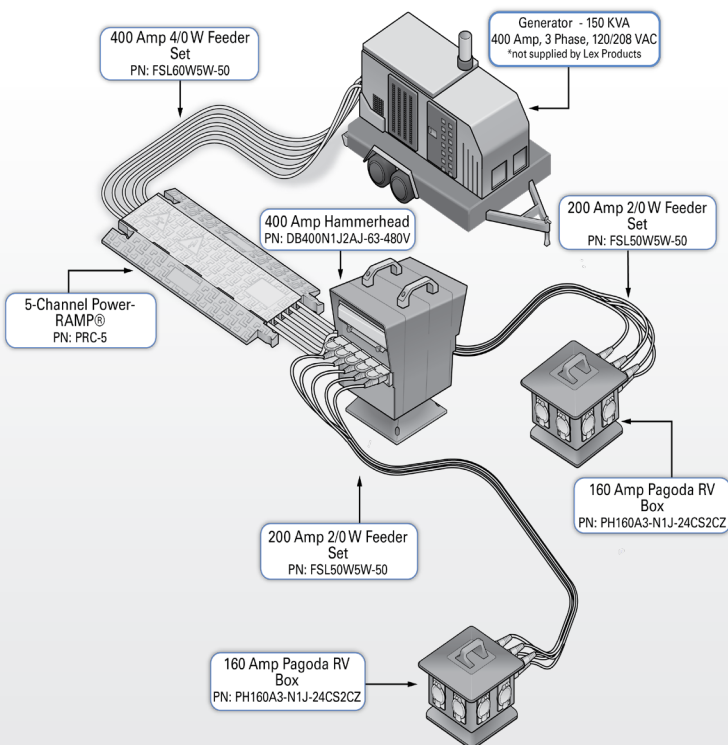 400 Amp 4/0 W Feeder
Set
PN: FSL60W5W-50
Generator - 150 KVA
400 Amp, 3 Phase, 120/208 VAC
*not supplied by Lex Products
400 Amp Hammerhead
PN: DB400N1J2AJ-63-480V
200 Amp 2/0 W Feeder
Set
PN: FSL50W5W-50
5-Channel Power-
RAMP®
PN: PRC-5
160 Amp Pagoda RV
Box
PN: PH160A3-N1J-24CS2CZ
200 Amp 2/0 W Feeder
Set
PN: FSL50W5W-50
160 Amp Pagoda RV
Box
PN: PH160A3-N1J-24CS2CZ